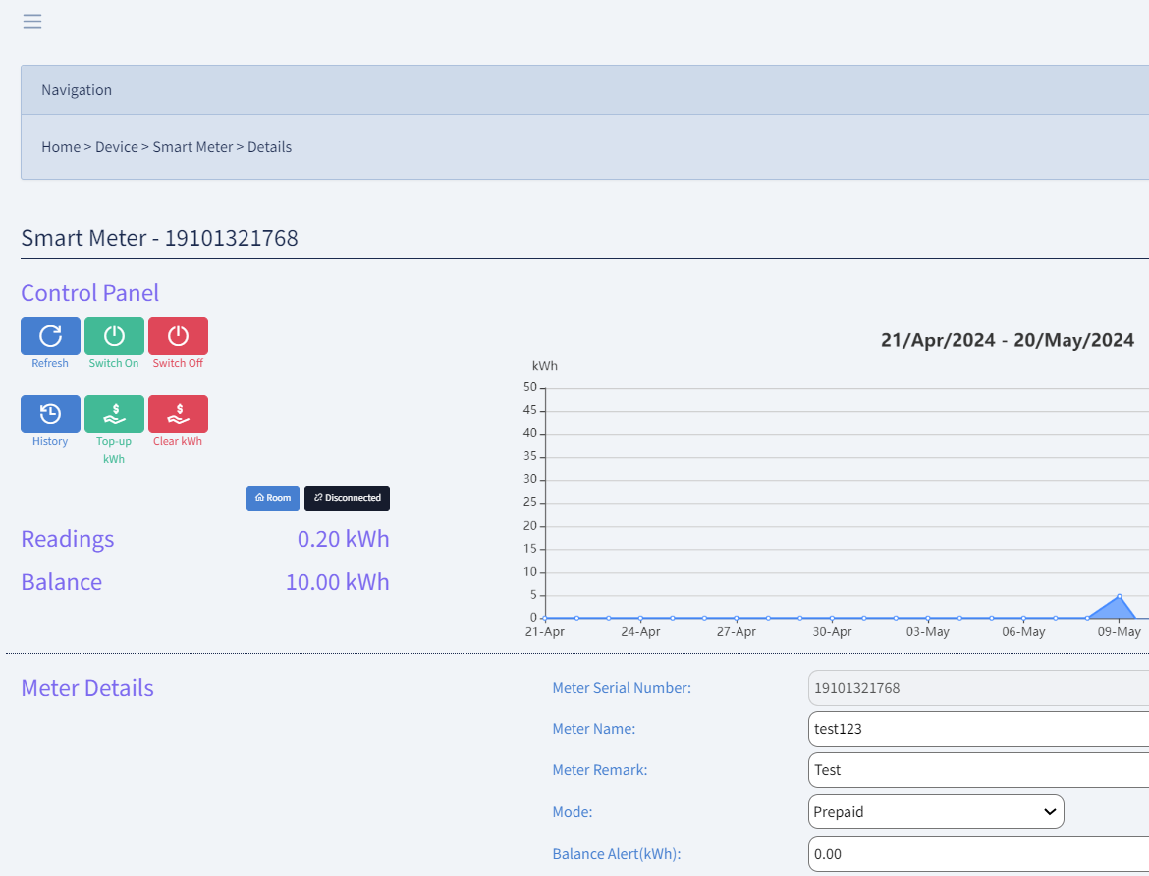 Navigation
Home > Device > Smart Meter > Details
Smart Meter - 19101321768
Control Panel
Refresh Switch On Switch Off
History Top-up kWh Clear kWh
Room Disconnected
Readings 0.20 kWh
Balance 10.00 kWh
21/Apr/2024 - 20/May/2024
kWh
50
45
40
35
30
25
20
15
10
5
0
21-Apr 24-Apr 27-Apr 30-Apr 03-May 06-May 09-May
Meter Details
Meter Serial Number: 19101321768
Meter Name: test123
Meter Remark: Test
Mode: Prepaid
Balance Alert(kWh): 0.00